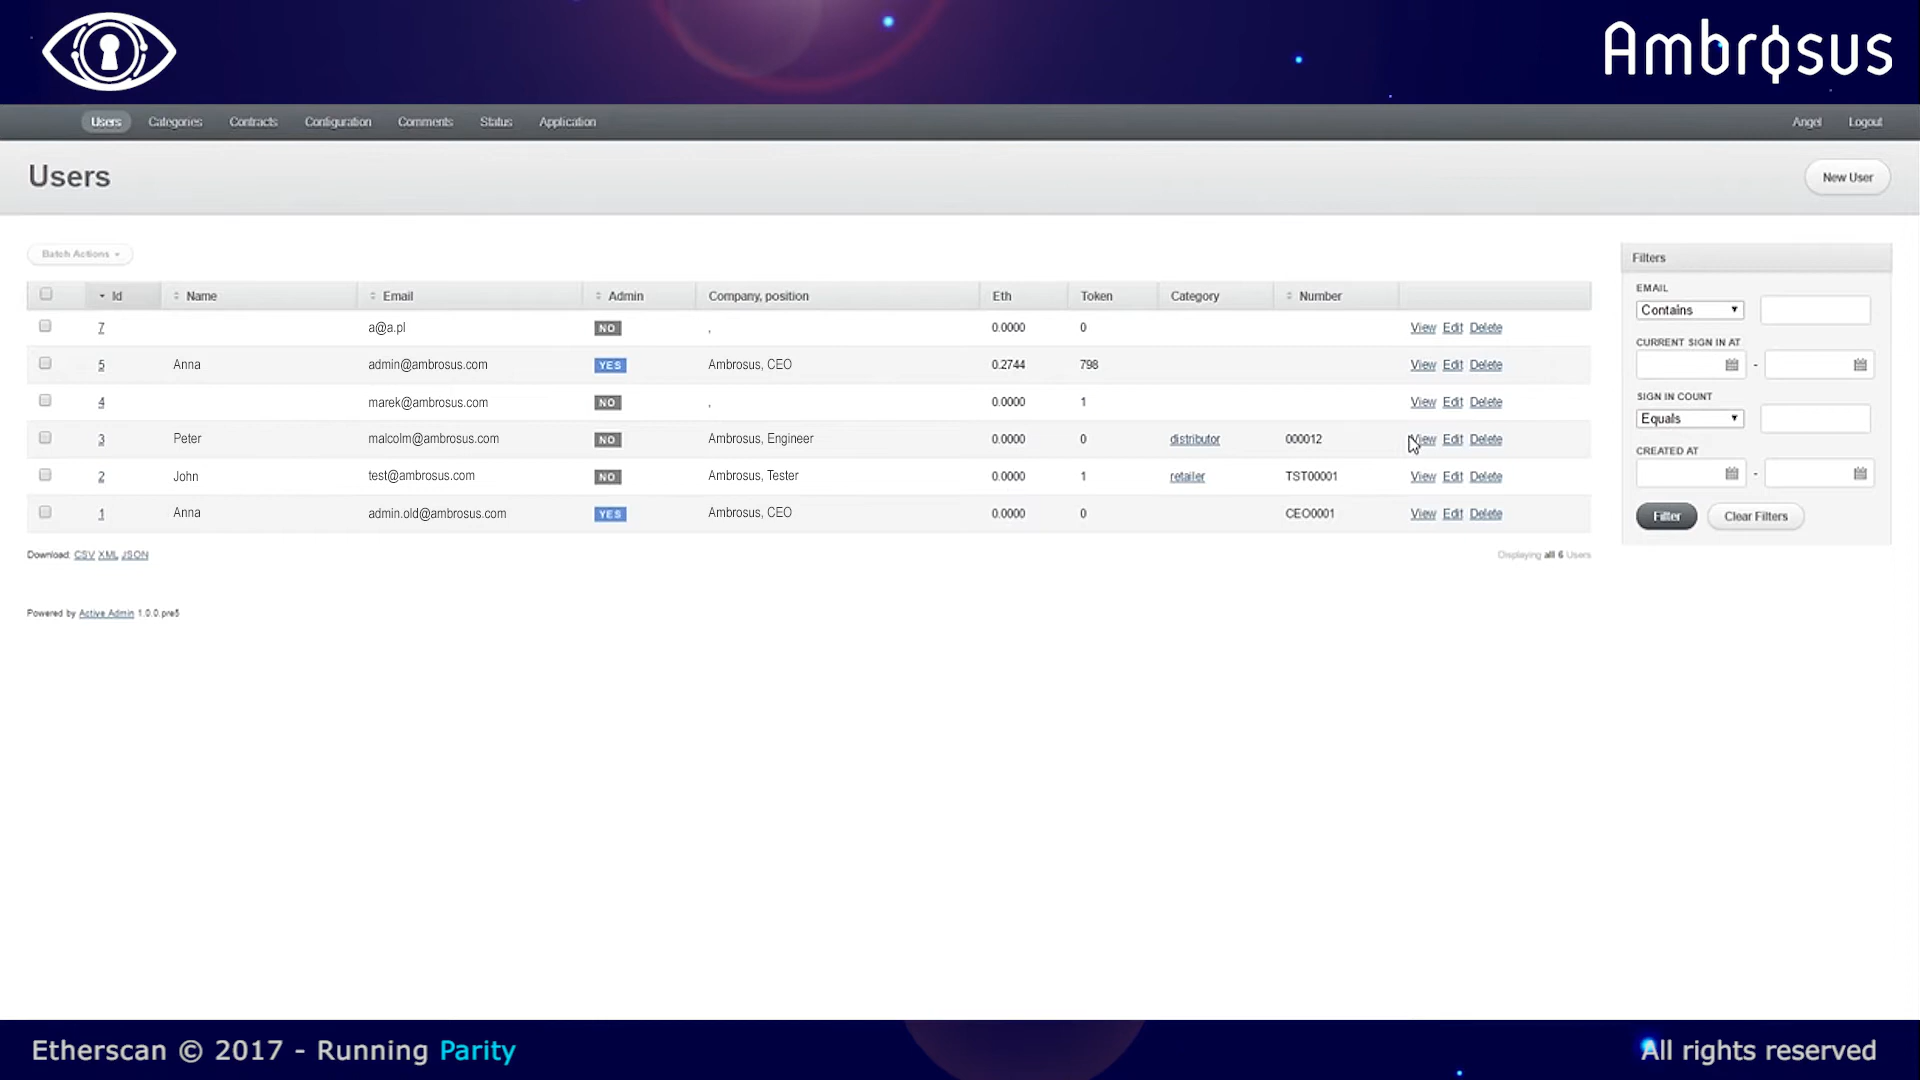 Ambrosus
Users Categories Contracts Configuration Comments Status Application Angel Logout
Users New User
Batch Actions
Id Name Email Admin Company, position Eth Token Category Number
7 a@a.pl NO , 0.0000 0 View Edit Delete
5 Anna admin@ambrosus.com YES Ambrosus, CEO 0.2744 798 View Edit Delete
4 marek@ambrosus.com NO , 0.0000 1 View Edit Delete
3 Peter malcolm@ambrosus.com NO Ambrosus, Engineer 0.0000 0 distributor 000012 View Edit Delete
2 John test@ambrosus.com NO Ambrosus, Tester 0.0000 1 retailer TST00001 View Edit Delete
1 Anna admin.old@ambrosus.com YES Ambrosus, CEO 0.0000 0 CEO0001 View Edit Delete
Download: CSV XML JSON Displaying all 6 Users
Powered by Active Admin 1.0.0.pre5
Filters
EMAIL
Contains
CURRENT SIGN IN AT
-
SIGN IN COUNT
Equals
CREATED AT
-
Filter Clear Filters
Etherscan © 2017 - Running Parity All rights reserved